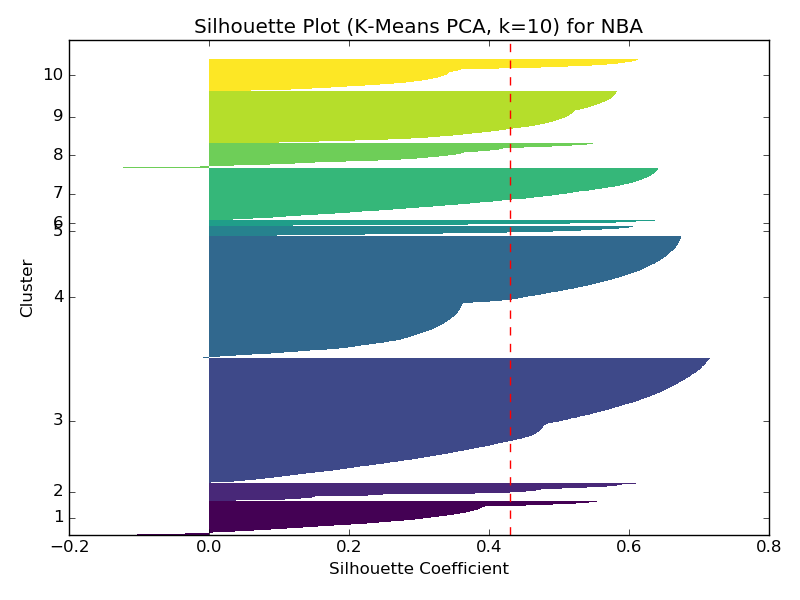 Silhouette Plot (K-Means PCA, k=10) for NBA
Cluster
10
9
8
7
6
5
4
3
2
1
−0.2 0.0 0.2 0.4 0.6 0.8
Silhouette Coefficient